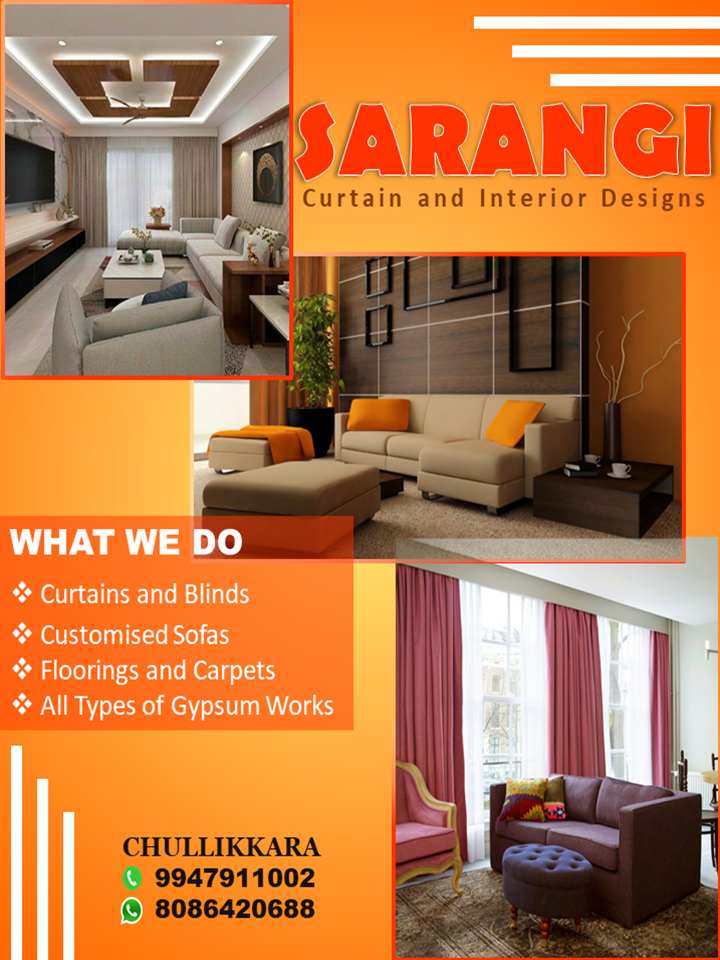 SARANGI
Curtain and Interior Designs
WHAT WE DO
❖ Curtains and Blinds
❖ Customised Sofas
❖ Floorings and Carpets
❖ All Types of Gypsum Works
CHULLIKKARA
9947911002
8086420688